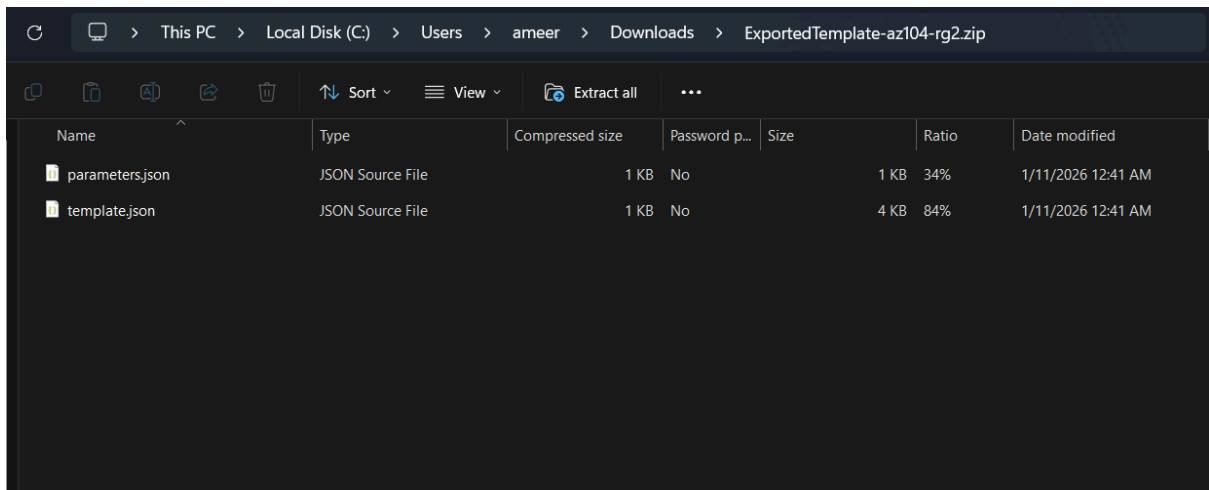 This PC > Local Disk (C:) > Users > ameer > Downloads > ExportedTemplate-az104-rg2.zip
Sort View Extract all
Name Type Compressed size Password p... Size Ratio Date modified
parameters.json JSON Source File 1 KB No 1 KB 34% 1/11/2026 12:41 AM
template.json JSON Source File 1 KB No 4 KB 84% 1/11/2026 12:41 AM